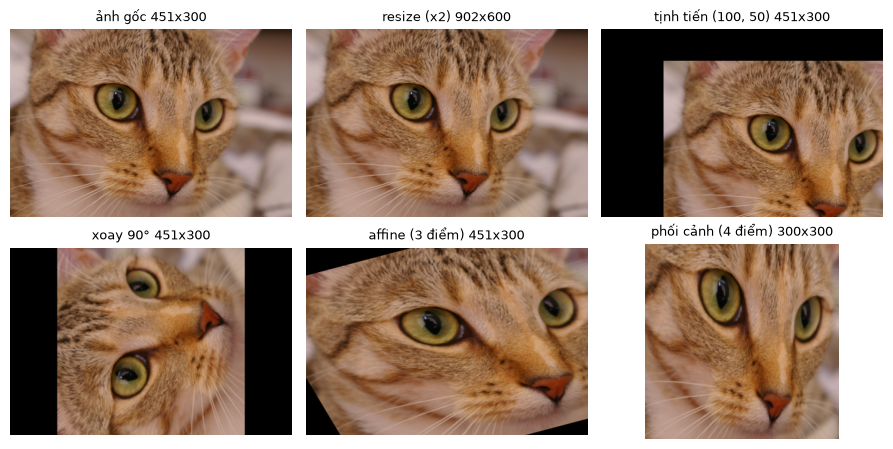 ảnh gốc 451x300
resize (x2) 902x600
tịnh tiến (100, 50) 451x300
xoay 90° 451x300
affine (3 điểm) 451x300
phối cảnh (4 điểm) 300x300